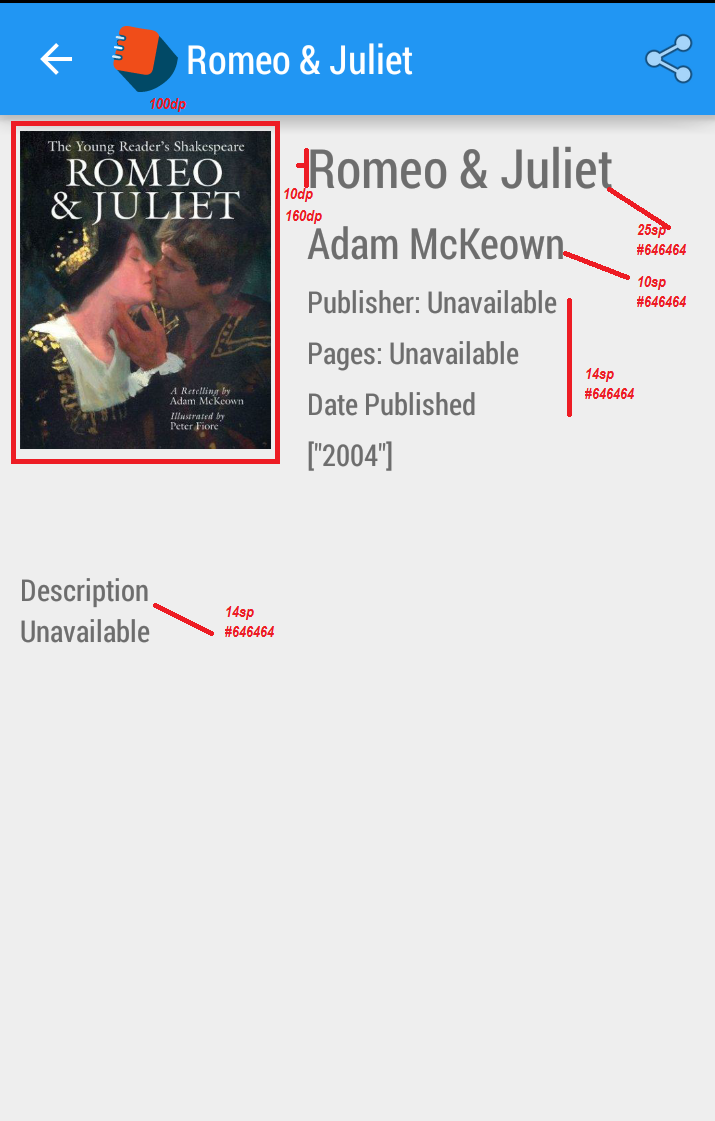 Romeo & Juliet
100dp
The Young Reader's Shakespeare
ROMEO
& JULIET
A Retelling by
Adam McKeown
Illustrated by
Peter Fiore
10dp
160dp
Romeo & Juliet
25sp
#646464
Adam McKeown
10sp
#646464
Publisher: Unavailable
Pages: Unavailable
14sp
#646464
Date Published
["2004"]
Description
Unavailable
14sp
#646464